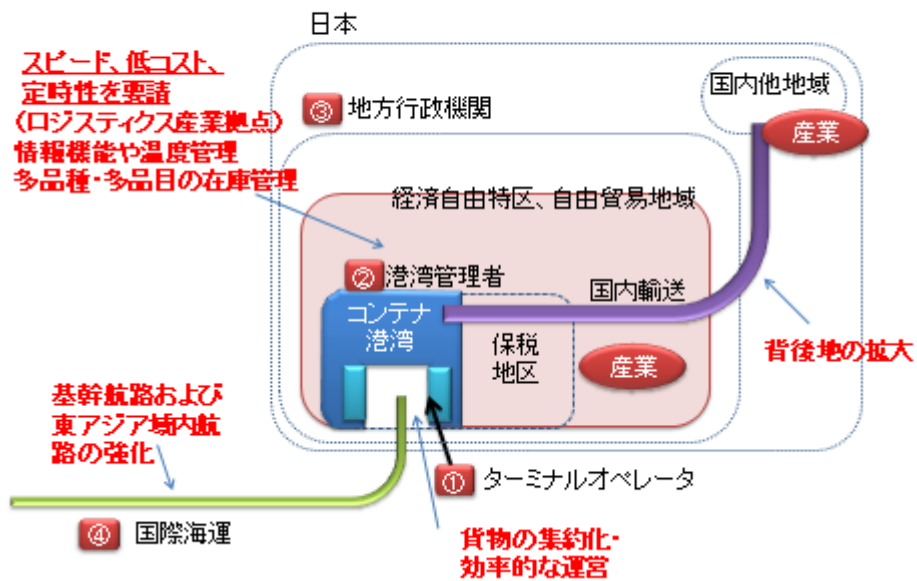 日本
スピード、低コスト、
定時性を要請
(ロジスティクス産業拠点)
情報機能や温度管理
多品種・多品目の在庫管理
③ 地方行政機関
国内他地域
産業
経済自由特区、自由貿易地域
② 港湾管理者
コンテナ
港湾
国内輸送
保税
地区
産業
背後地の拡大
基幹航路および
東アジア域内航
路の強化
① ターミナルオペレータ
④ 国際海運
貨物の集約化・
効率的な運営